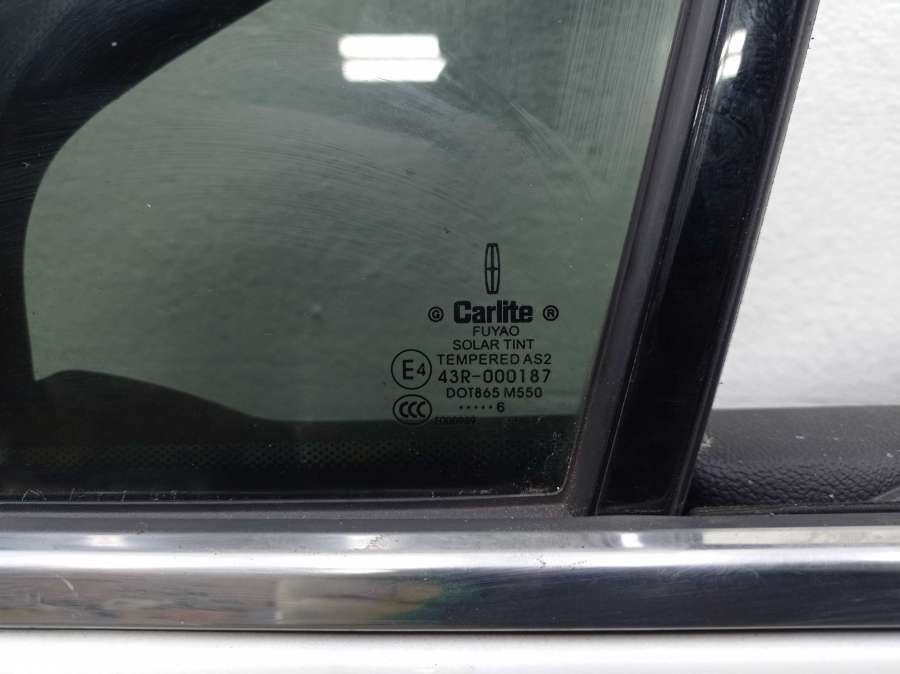 G Carlite R
FUYAO
SOLAR TINT
TEMPERED AS2
E4 43R-000187
DOT865 M550
CCC ·····6